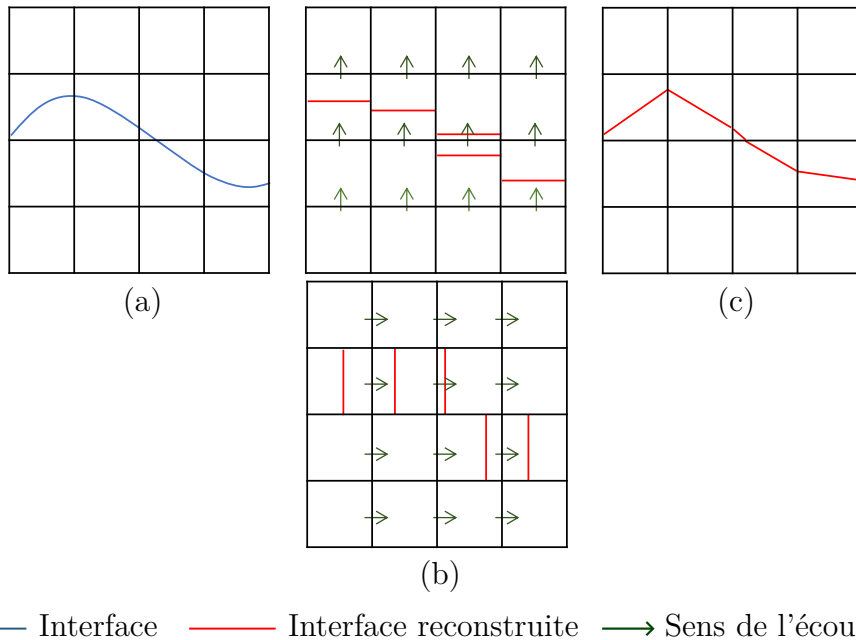 (a)
(c)
(b)
Interface
Interface reconstruite
Sens de l'écou